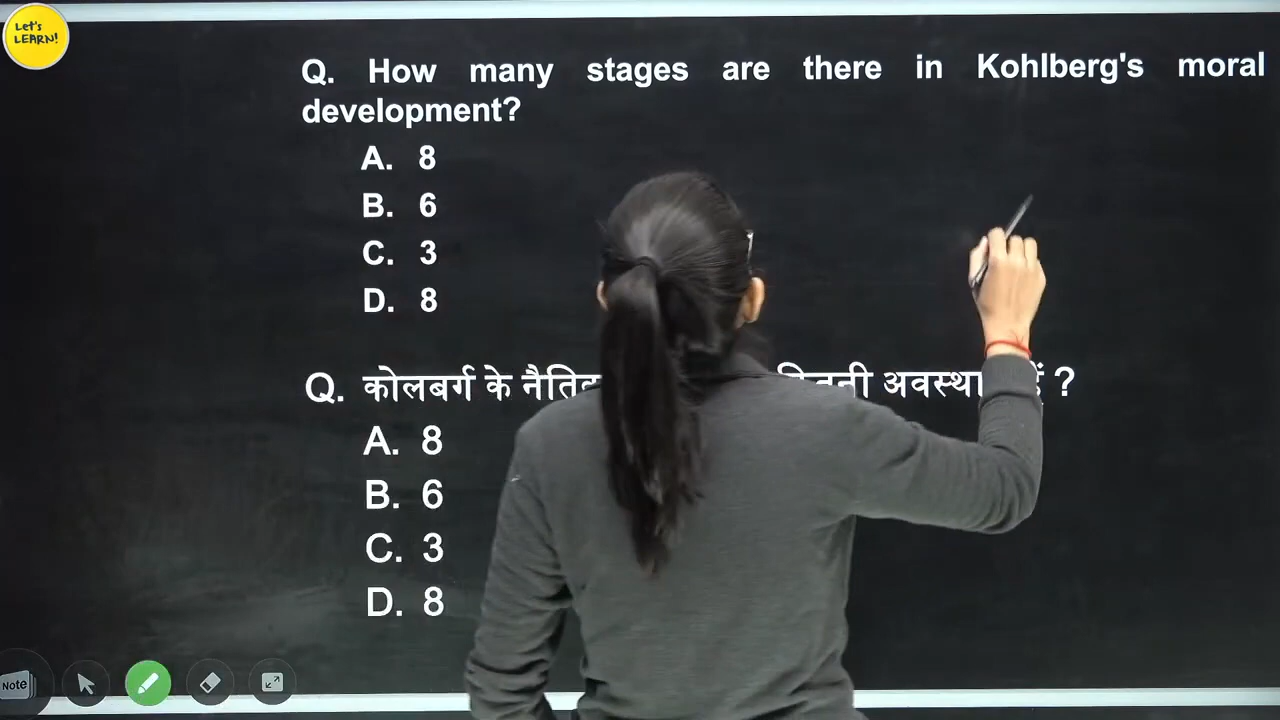 Let's
LEARN!
Q. How many stages are there in Kohlberg's moral
development?
A. 8
B. 6
C. 3
D. 8
Q. कोलबर्ग के अवस्था ?
A. 8
B. 6
C. 3
D. 8
Note